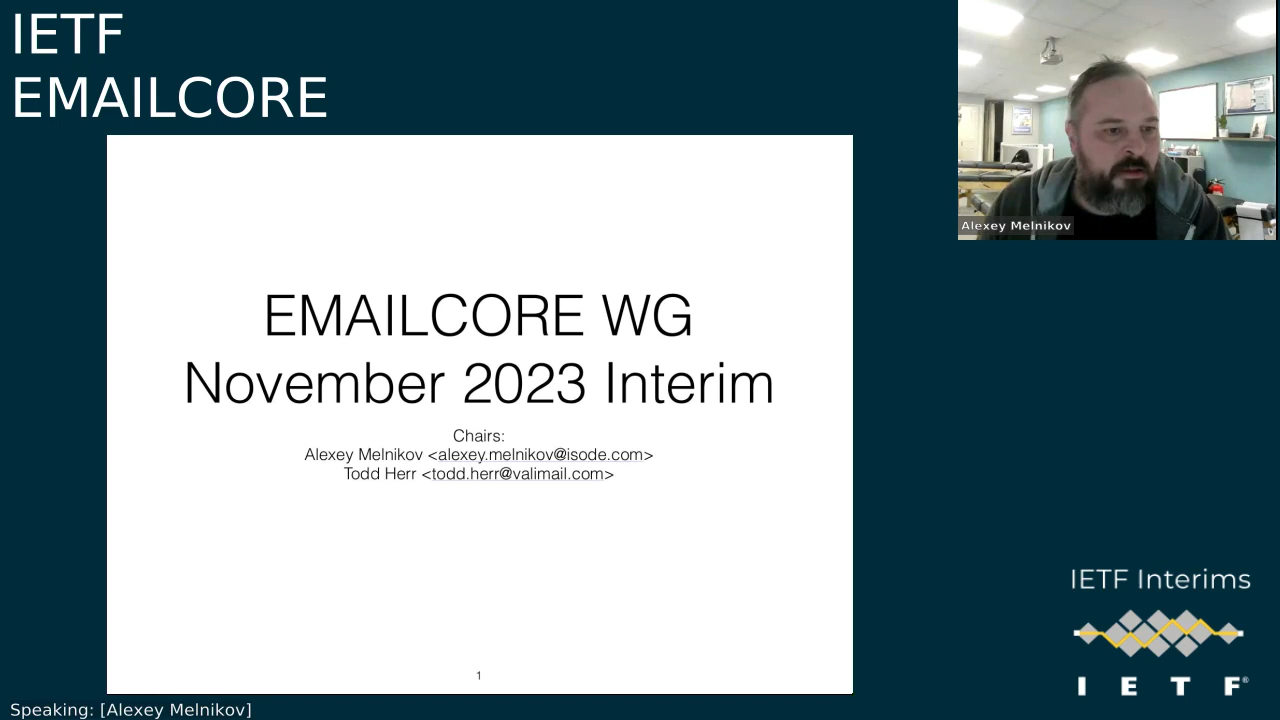 IETF
EMAILCORE
Alexey Melnikov
EMAILCORE WG
November 2023 Interim
Chairs:
Alexey Melnikov <alexey.melnikov@isode.com>
Todd Herr <todd.herr@valimail.com>
1
IETF Interims
I E T F®
Speaking: [Alexey Melnikov]